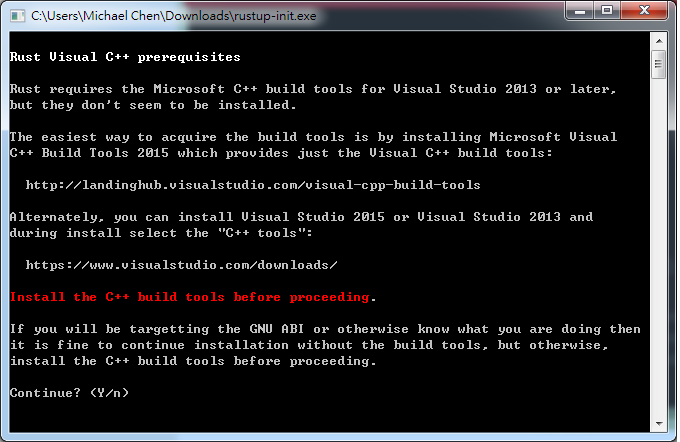 C:\Users\Michael Chen\Downloads\rustup-init.exe
Rust Visual C++ prerequisites
Rust requires the Microsoft C++ build tools for Visual Studio 2013 or later,
but they don't seem to be installed.
The easiest way to acquire the build tools is by installing Microsoft Visual
C++ Build Tools 2015 which provides just the Visual C++ build tools:
http://landinghub.visualstudio.com/visual-cpp-build-tools
Alternately, you can install Visual Studio 2015 or Visual Studio 2013 and
during install select the "C++ tools":
https://www.visualstudio.com/downloads/
Install the C++ build tools before proceeding.
If you will be targetting the GNU ABI or otherwise know what you are doing then
it is fine to continue installation without the build tools, but otherwise,
install the C++ build tools before proceeding.
Continue? (Y/n)